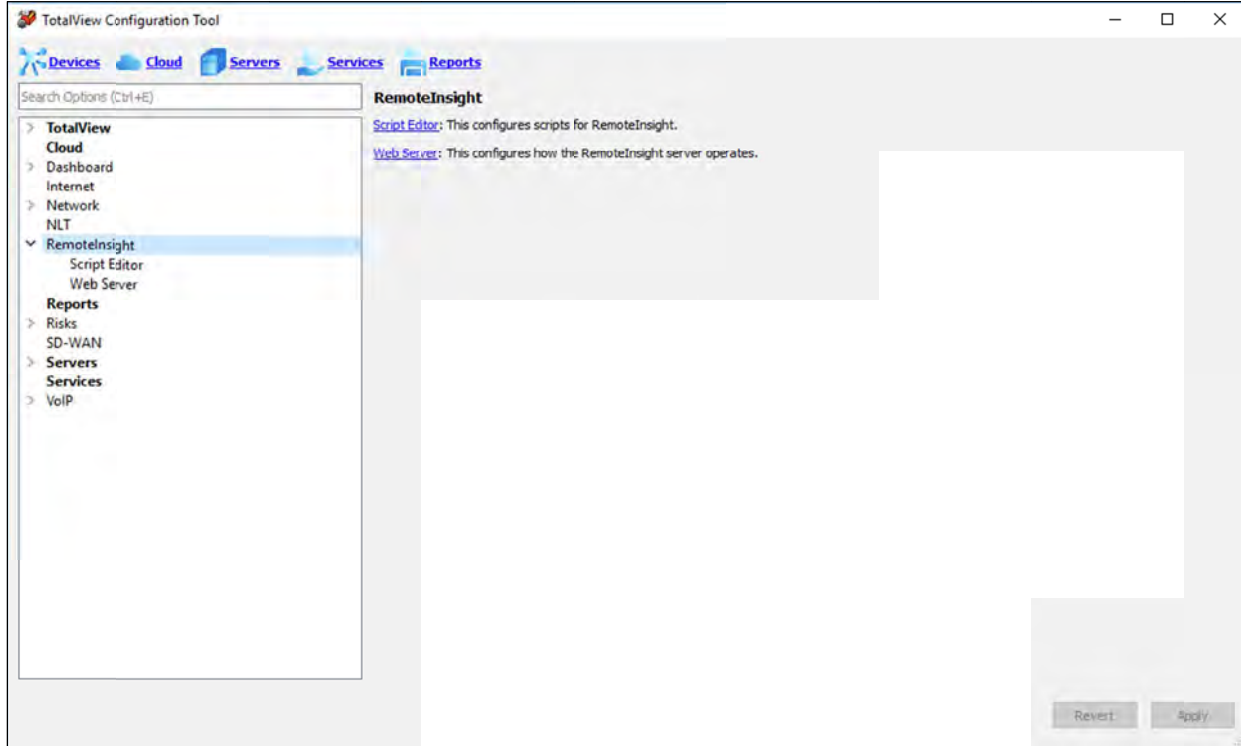 TotalView Configuration Tool
Devices Cloud Servers Services Reports
Search Options (Ctrl+E)
TotalView
Cloud
Dashboard
Internet
Network
NLT
RemoteInsight
Script Editor
Web Server
Reports
Risks
SD-WAN
Servers
Services
VoIP
RemoteInsight
Script Editor: This configures scripts for RemoteInsight.
Web Server: This configures how the RemoteInsight server operates.
Revert Apply